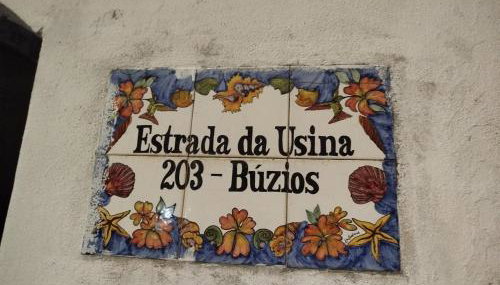 Estrada da Usina
203 - Búzios